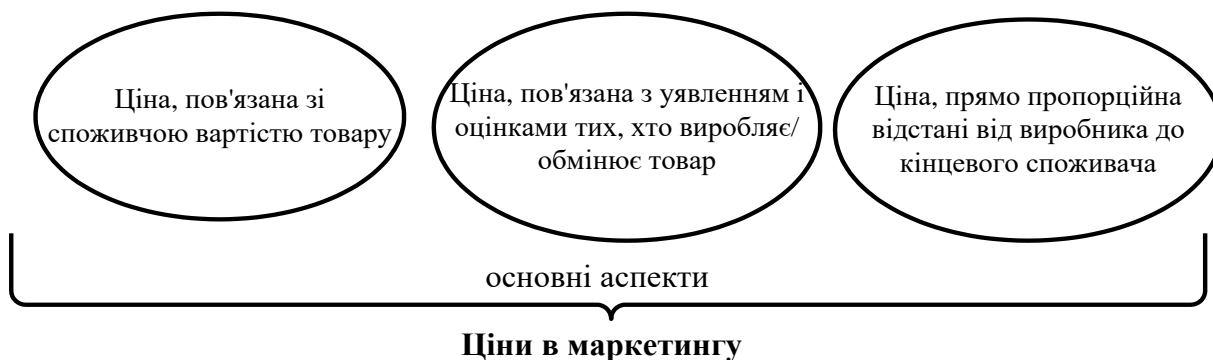 Ціна, пов'язана зі
споживчою вартістю товару
Ціна, пов'язана з уявленням і
оцінками тих, хто виробляє/
обмінює товар
Ціна, прямо пропорційна
відстані від виробника до
кінцевого споживача
основні аспекти
Ціни в маркетингу